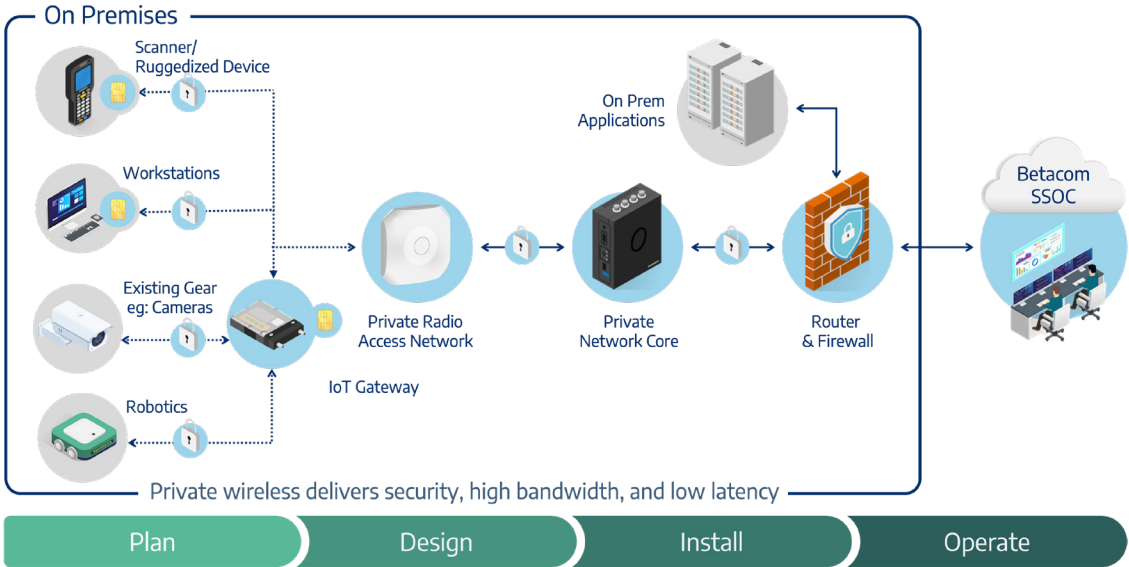 On Premises
Scanner/
Ruggedized Device
Workstations
Existing Gear
eg: Cameras
Robotics
IoT Gateway
Private Radio
Access Network
Private
Network Core
On Prem
Applications
Router
& Firewall
Betacom
SSOC
Private wireless delivers security, high bandwidth, and low latency
Plan
Design
Install
Operate